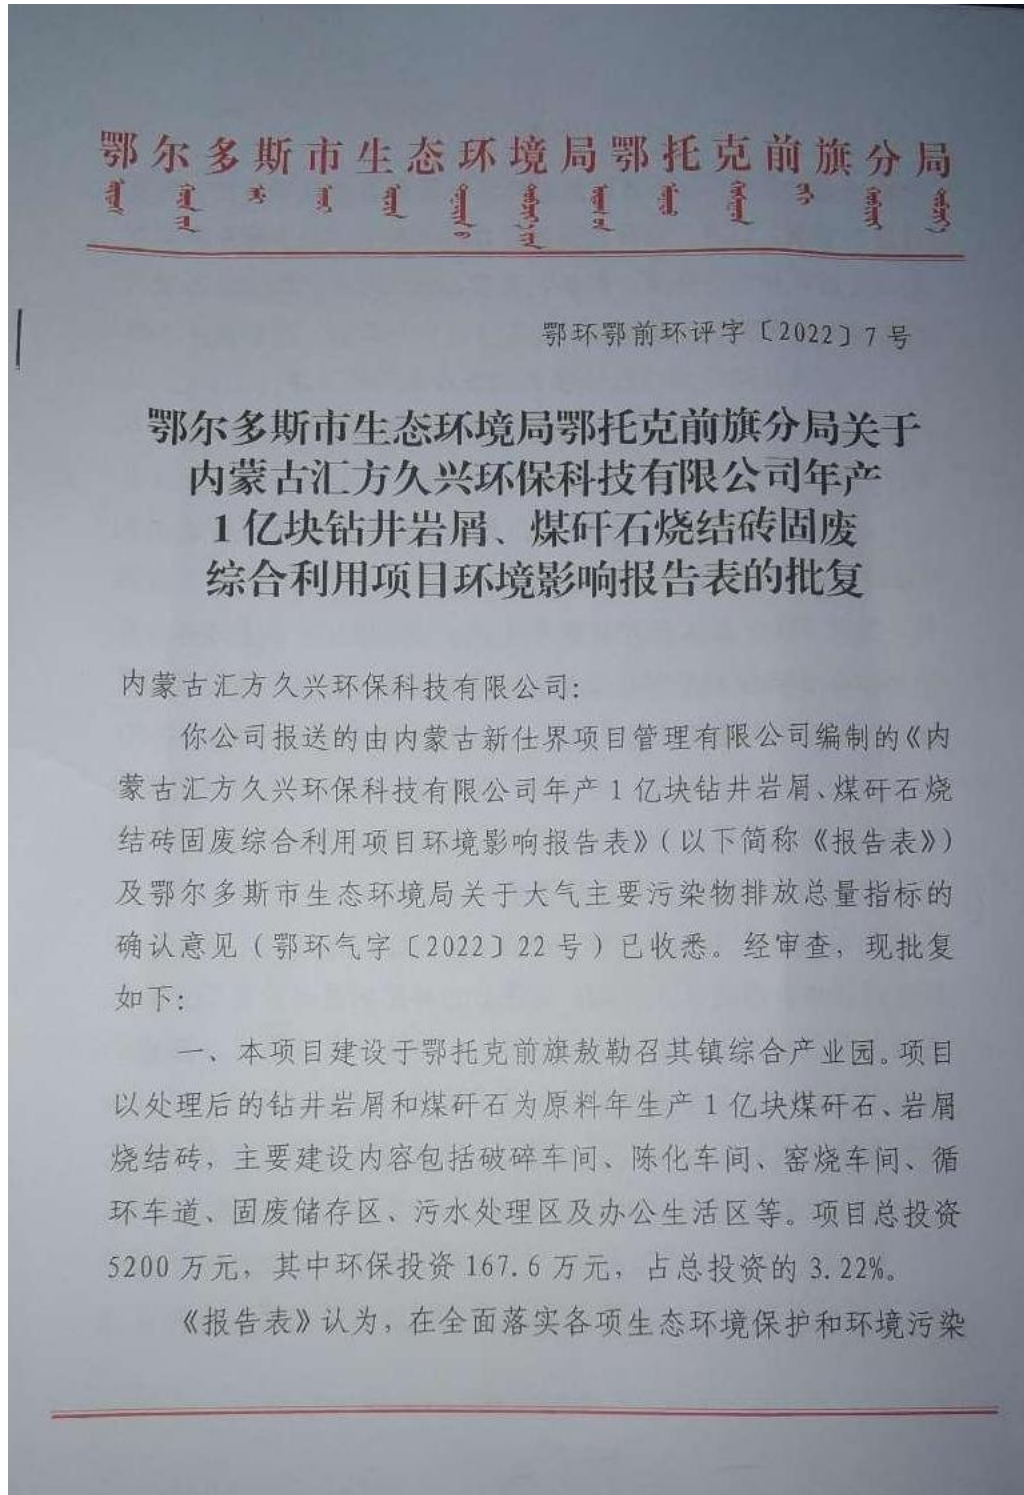 鄂尔多斯市生态环境局鄂托克前旗分局
鄂环鄂前环评字〔2022〕7号
鄂尔多斯市生态环境局鄂托克前旗分局关于
内蒙古汇方久兴环保科技有限公司年产
1亿块钻井岩屑、煤矸石烧结砖固废
综合利用项目环境影响报告表的批复
内蒙古汇方久兴环保科技有限公司：
你公司报送的由内蒙古新仕界项目管理有限公司编制的《内
蒙古汇方久兴环保科技有限公司年产1亿块钻井岩屑、煤矸石烧
结砖固废综合利用项目环境影响报告表》（以下简称《报告表》）
及鄂尔多斯市生态环境局关于大气主要污染物排放总量指标的
确认意见（鄂环气字〔2022〕22号）已收悉。经审查，现批复
如下：
一、本项目建设于鄂托克前旗敖勒召其镇综合产业园。项目
以处理后的钻井岩屑和煤矸石为原料年生产1亿块煤矸石、岩屑
烧结砖，主要建设内容包括破碎车间、陈化车间、窑烧车间、循
环车道、固废储存区、污水处理区及办公生活区等。项目总投资
5200万元，其中环保投资167.6万元，占总投资的3.22%。
《报告表》认为，在全面落实各项生态环境保护和环境污染